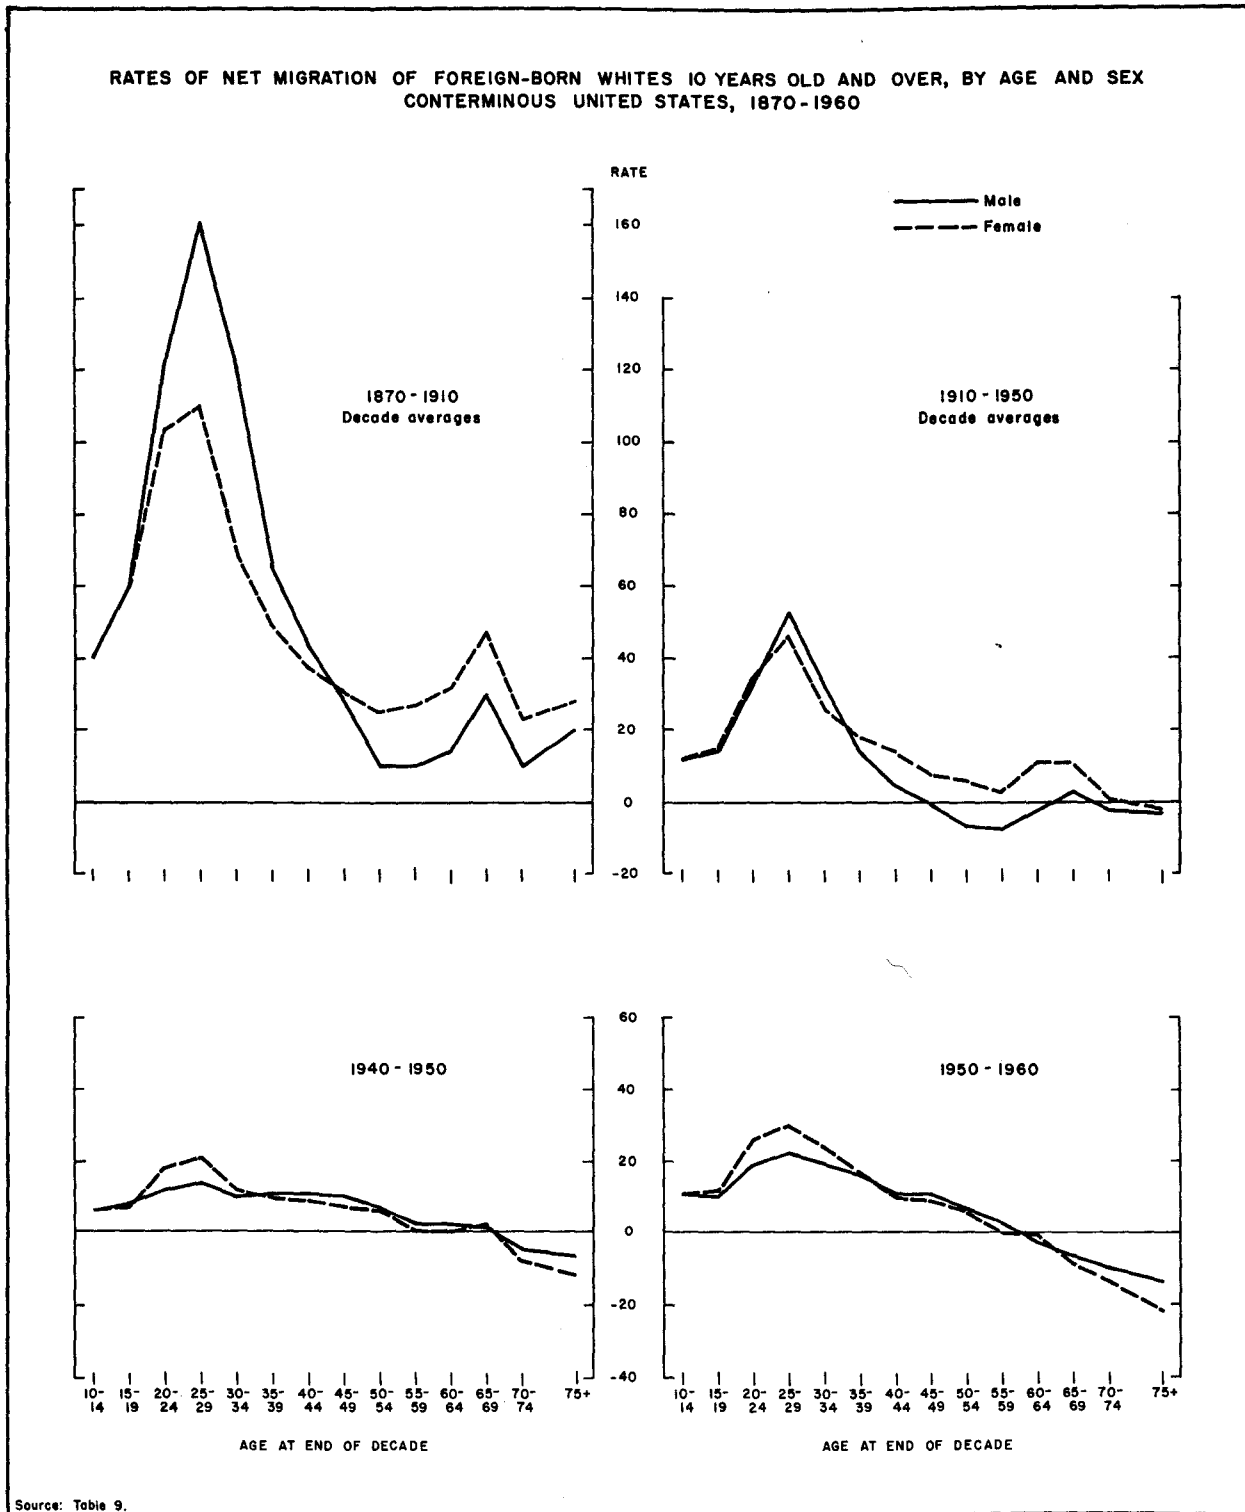 RATES OF NET MIGRATION OF FOREIGN-BORN WHITES 10 YEARS OLD AND OVER, BY AGE AND SEX
CONTERMINOUS UNITED STATES, 1870-1960
RATE
Male
Female
160
140
120
100
80
60
40
20
0
-20
1870-1910
Decade averages
1910-1950
Decade averages
60
40
20
0
-20
-40
1940-1950
1950-1960
10-14 15-19 20-24 25-29 30-34 35-39 40-44 45-49 50-54 55-59 60-64 65-69 70-74 75+
AGE AT END OF DECADE
10-14 15-19 20-24 25-29 30-34 35-39 40-44 45-49 50-54 55-59 60-64 65-69 70-74 75+
AGE AT END OF DECADE
Source: Table 9.